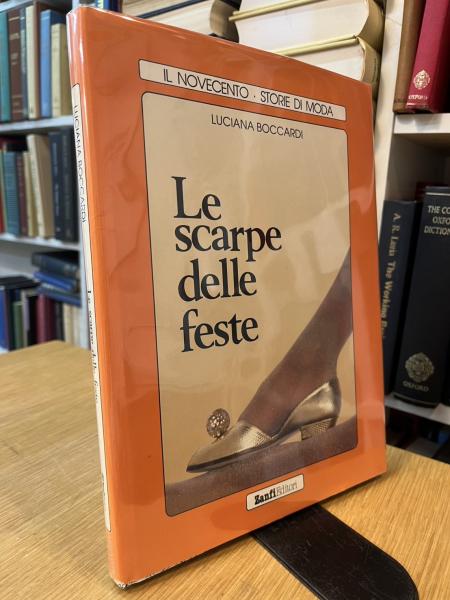 IL NOVECENTO · STORIE DI MODA
LUCIANA BOCCARDI
Le
scarpe
delle
feste
Zanfi Editori
LUCIANA BOCCARDI
Le scarpe delle feste
OXFORD
A. R. Luria The Working
THE CO
OXFO
DICTION
OXFORD